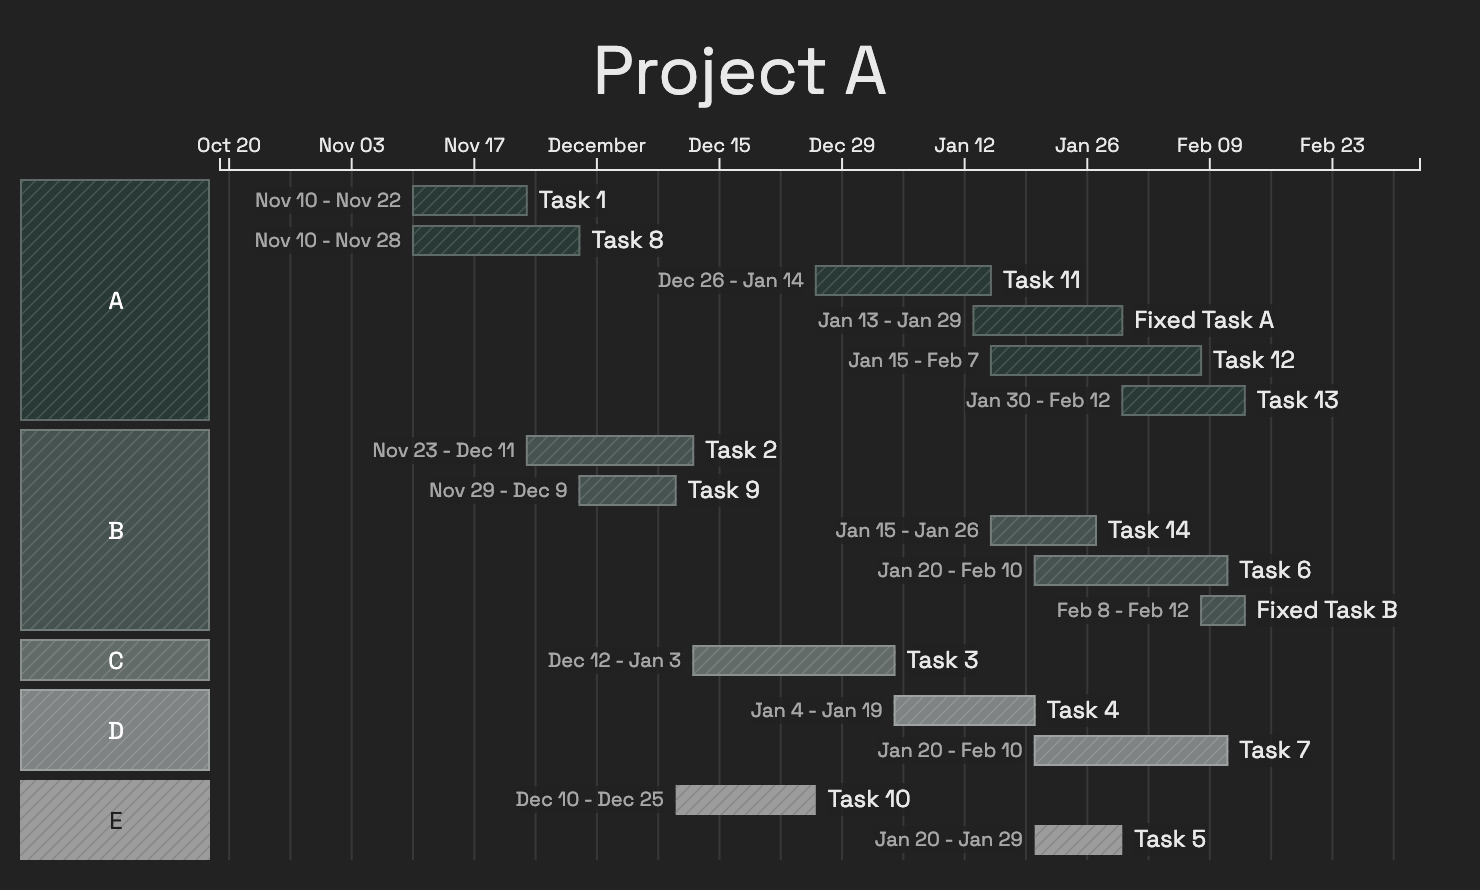 Project A
Oct 20 Nov 03 Nov 17 December Dec 15 Dec 29 Jan 12 Jan 26 Feb 09 Feb 23
A
Nov 10 - Nov 22 Task 1
Nov 10 - Nov 28 Task 8
Dec 26 - Jan 14 Task 11
Jan 13 - Jan 29 Fixed Task A
Jan 15 - Feb 7 Task 12
Jan 30 - Feb 12 Task 13
B
Nov 23 - Dec 11 Task 2
Nov 29 - Dec 9 Task 9
Jan 15 - Jan 26 Task 14
Jan 20 - Feb 10 Task 6
Feb 8 - Feb 12 Fixed Task B
C
Dec 12 - Jan 3 Task 3
D
Jan 4 - Jan 19 Task 4
Jan 20 - Feb 10 Task 7
E
Dec 10 - Dec 25 Task 10
Jan 20 - Jan 29 Task 5